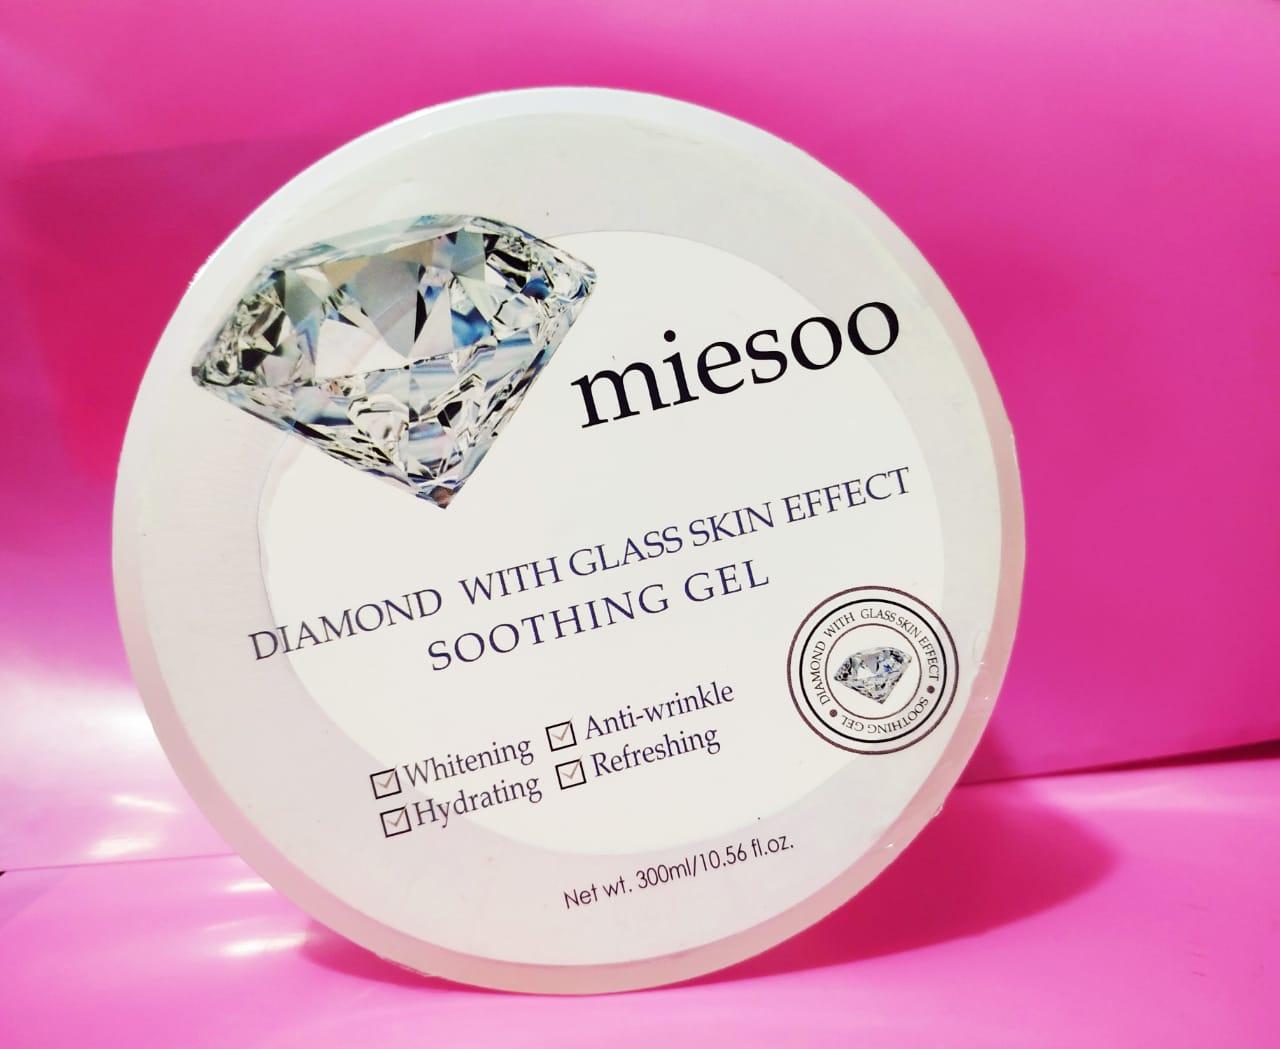 miesoo
DIAMOND WITH GLASS SKIN EFFECT
SOOTHING GEL
Whitening
Anti-wrinkle
Hydrating
Refreshing
DIAMOND WITH GLASS SKIN EFFECT • SOOTHING GEL •
Net wt. 300ml/10.56 fl.oz.